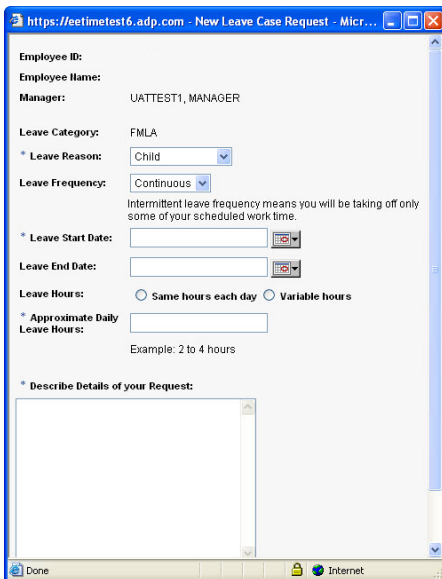 https://eetimetest6.adp.com - New Leave Case Request - Micr...
Employee ID:
Employee Name:
Manager: UATTEST1, MANAGER
Leave Category: FMLA
* Leave Reason: Child
Leave Frequency: Continuous
Intermittent leave frequency means you will be taking off only
some of your scheduled work time.
* Leave Start Date:
Leave End Date:
Leave Hours: Same hours each day Variable hours
* Approximate Daily
Leave Hours:
Example: 2 to 4 hours
* Describe Details of your Request:
Done Internet